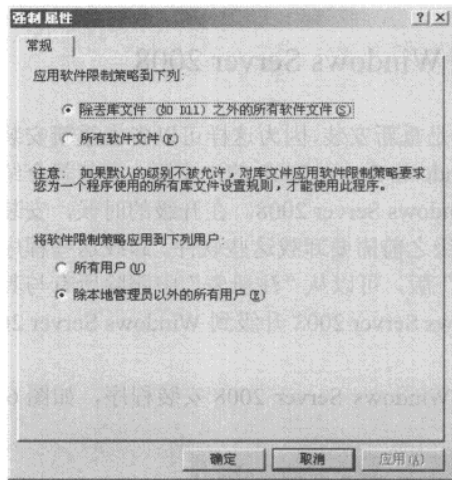 强制 属性
常规
应用软件限制策略到下列:
除去库文件 (如 Dll) 之外的所有软件文件(S)
所有软件文件
注意: 如果默认的级别不被允许,对库文件应用软件限制策略要求
您为一个程序使用的所有库文件设置规则,才能使用此程序。
将软件限制策略应用到下列用户:
所有用户(U)
除本地管理员以外的所有用户(E)
确定
取消
应用(A)